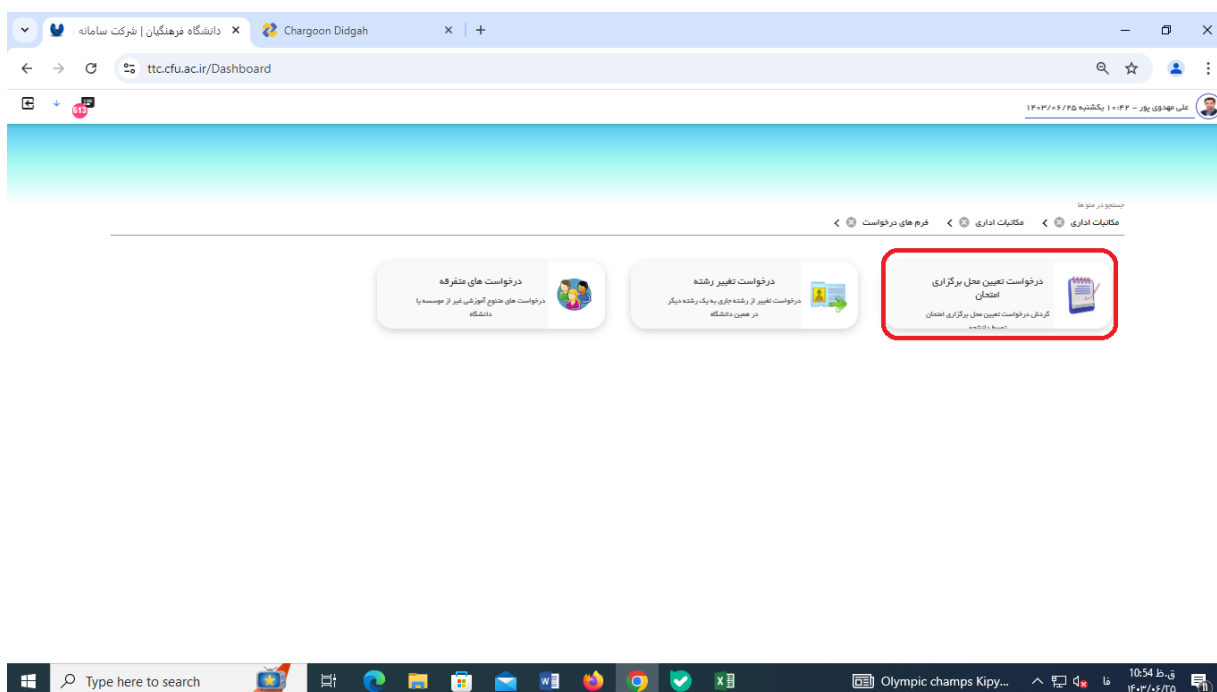 دانشگاه فرهنگیان | شرکت سامانه
Chargoon Didgah
ttc.cfu.ac.ir/Dashboard
613
علی مهدوی پور – ۱۰:۴۲ یکشنبه ۱۴۰۳/۰۶/۲۵
جستجو در منو ها
مکاتبات اداری مکاتبات اداری فرم های درخواست
درخواست تعیین محل برگزاری
امتحان
گردش درخواست تعیین محل برگزاری امتحان
توسط دانشجو
درخواست تغییر رشته
درخواست تغییر از رشته جاری به یک رشته دیگر
در همین دانشگاه
درخواست های متفرقه
درخواست های متنوع آموزشی غیر از موسسه یا
دانشگاه
Type here to search
Olympic champs Kipy...
فا
10:54 ق.ظ
۱۴۰۳/۰۶/۲۵